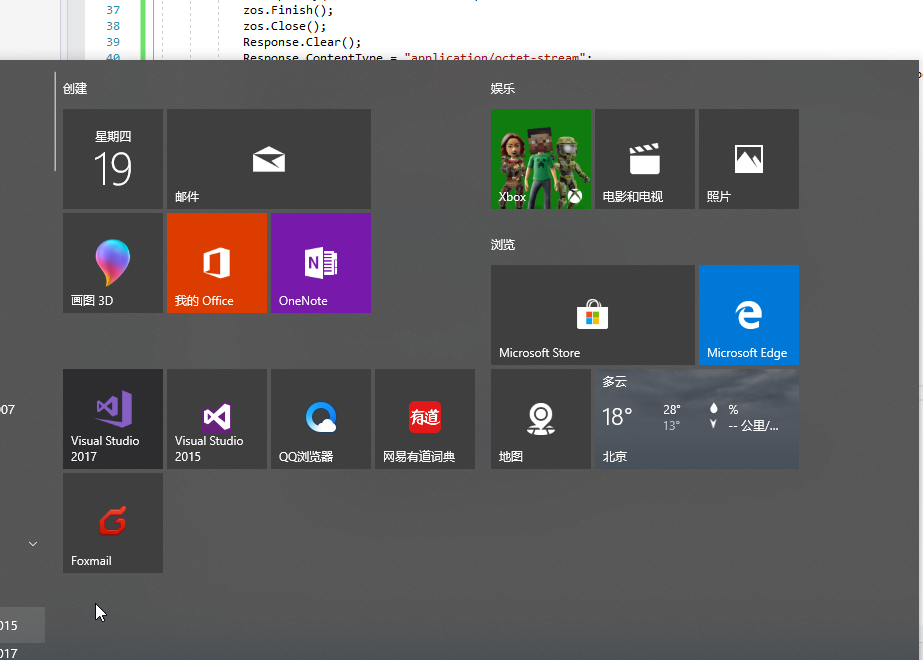 37 zos.Finish();
38 zos.Close();
39 Response.Clear();
40 Response.ContentType = "application/octet-stream";
创建
娱乐
星期四
19
邮件
Xbox
电影和电视
照片
画图 3D
我的 Office
OneNote
浏览
Microsoft Store
Microsoft Edge
007
Visual Studio
2017
Visual Studio
2015
QQ浏览器
有道
网易有道词典
地图
多云
18°
28°
13°
%
-- 公里/...
北京
Foxmail
015
017